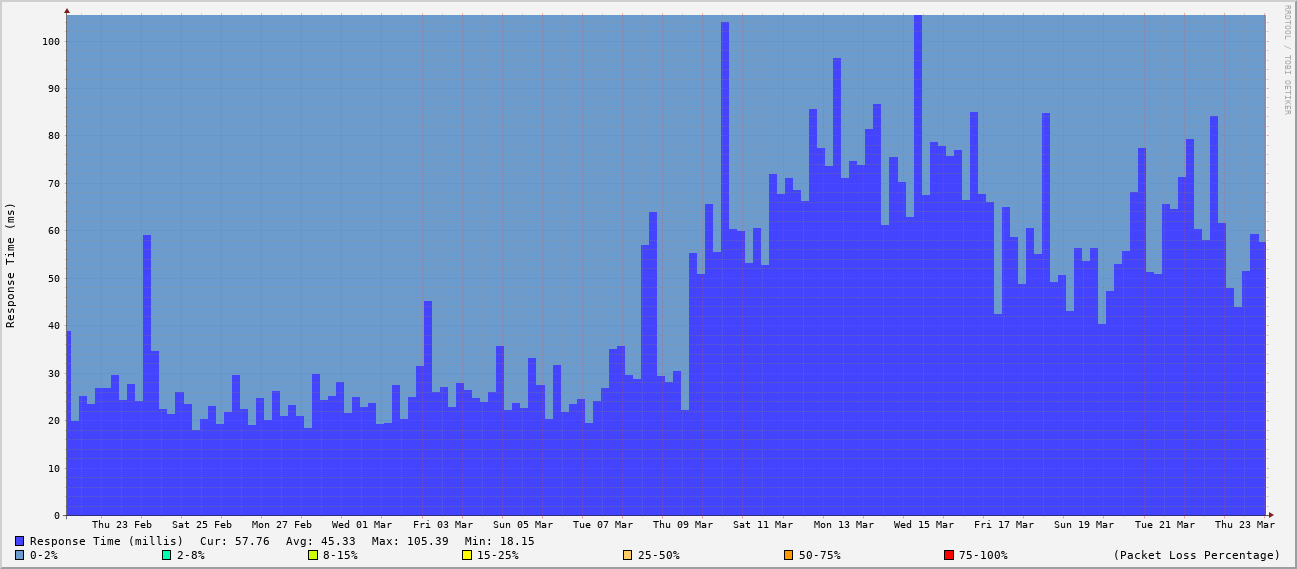 RRDTOOL / TOBI OETIKER
Response Time (ms)
100
90
80
70
60
50
40
30
20
10
0
Thu 23 Feb Sat 25 Feb Mon 27 Feb Wed 01 Mar Fri 03 Mar Sun 05 Mar Tue 07 Mar Thu 09 Mar Sat 11 Mar Mon 13 Mar Wed 15 Mar Fri 17 Mar Sun 19 Mar Tue 21 Mar Thu 23 Mar
Response Time (millis) Cur: 57.76 Avg: 45.33 Max: 105.39 Min: 18.15
0-2% 2-8% 8-15% 15-25% 25-50% 50-75% 75-100% (Packet Loss Percentage)